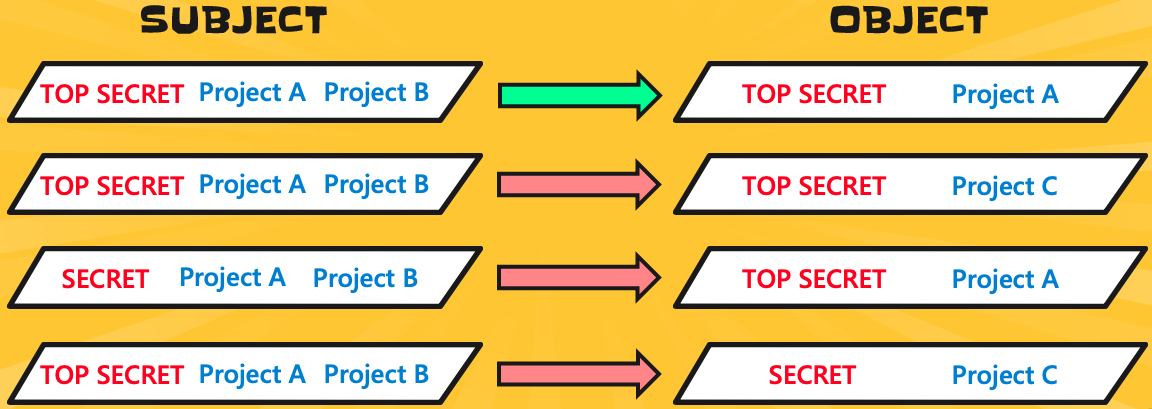 SUBJECT OBJECT
TOP SECRET Project A Project B TOP SECRET Project A
TOP SECRET Project A Project B TOP SECRET Project C
SECRET Project A Project B TOP SECRET Project A
TOP SECRET Project A Project B SECRET Project C